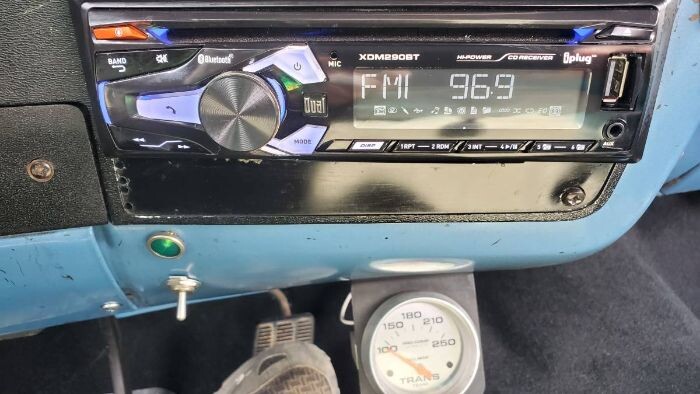 BAND
Bluetooth
MIC
XDM290BT
HI-POWER
CD RECEIVER
iplug
FM1 96.9
Dual
MODE
DISP
1 RPT
2 RDM
3 INT
4
5
6
AUX
180
150
210
100
250
TRANS